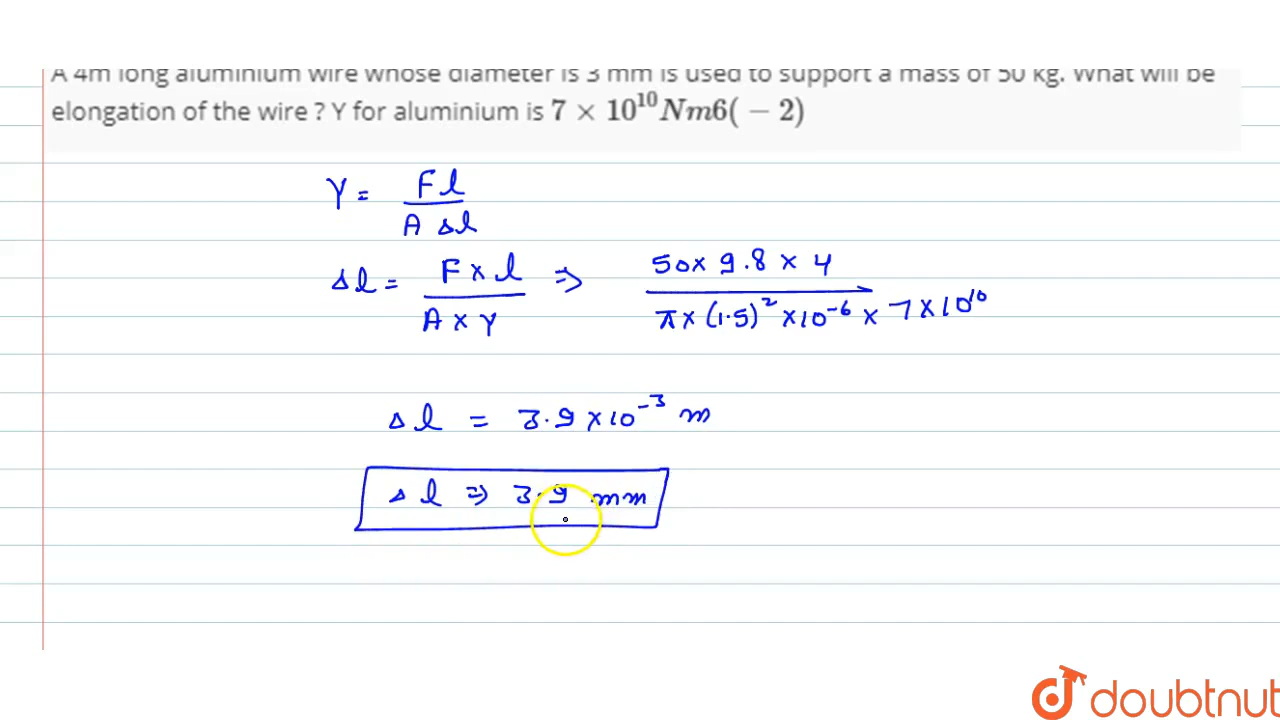 A 4m long aluminium wire whose diameter is 3 mm is used to support a mass of 50 kg. What will be
elongation of the wire ? Y for aluminium is 7 × 10^10 Nm6( − 2)
Y = Fl / A Δl
Δl = F × l / A × Y ⇒ 50 × 9.8 × 4 / π × (1.5)^2 × 10^-6 × 7 × 10^10
Δl = 3.9 × 10^-3 m
Δl ⇒ 3.9 mm
doubtnut